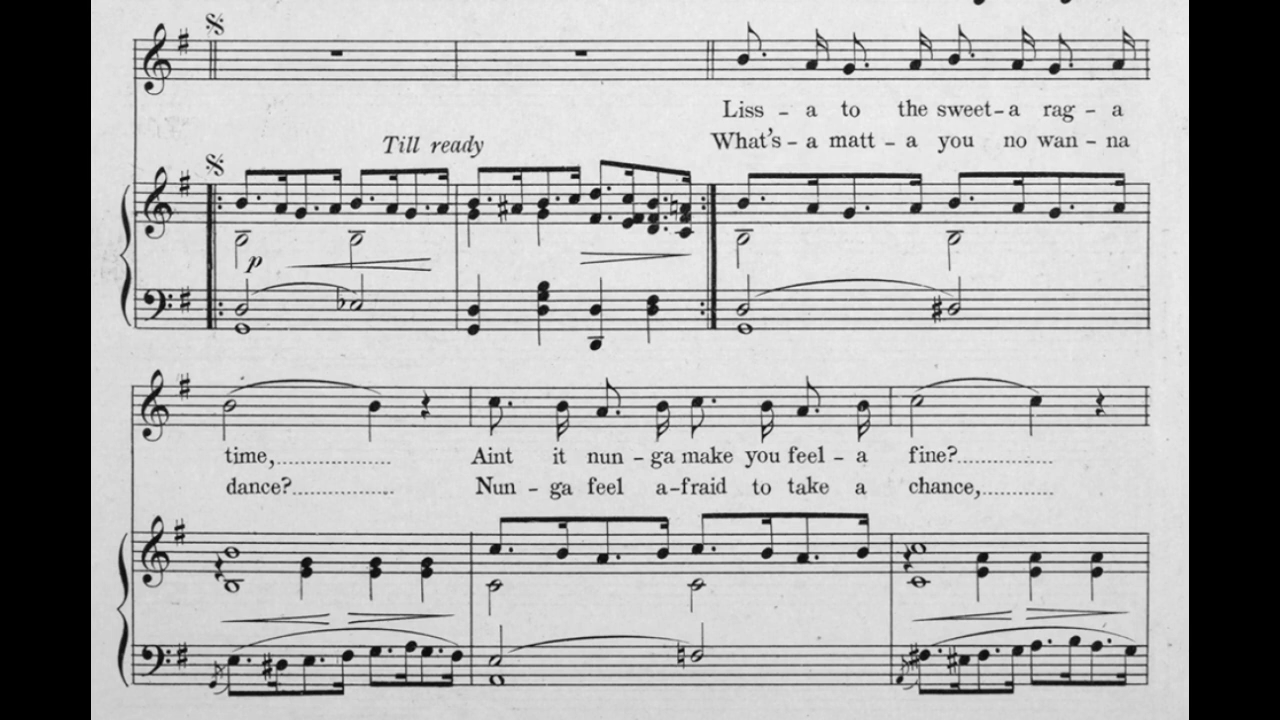 Liss - a to the sweet-a rag - a
What's - a matt - a you no wan - na
Till ready
p
time,...................
Aint it nun - ga make you feel - a fine?................
dance?.................
Nun - ga feel a-fraid to take a chance,............